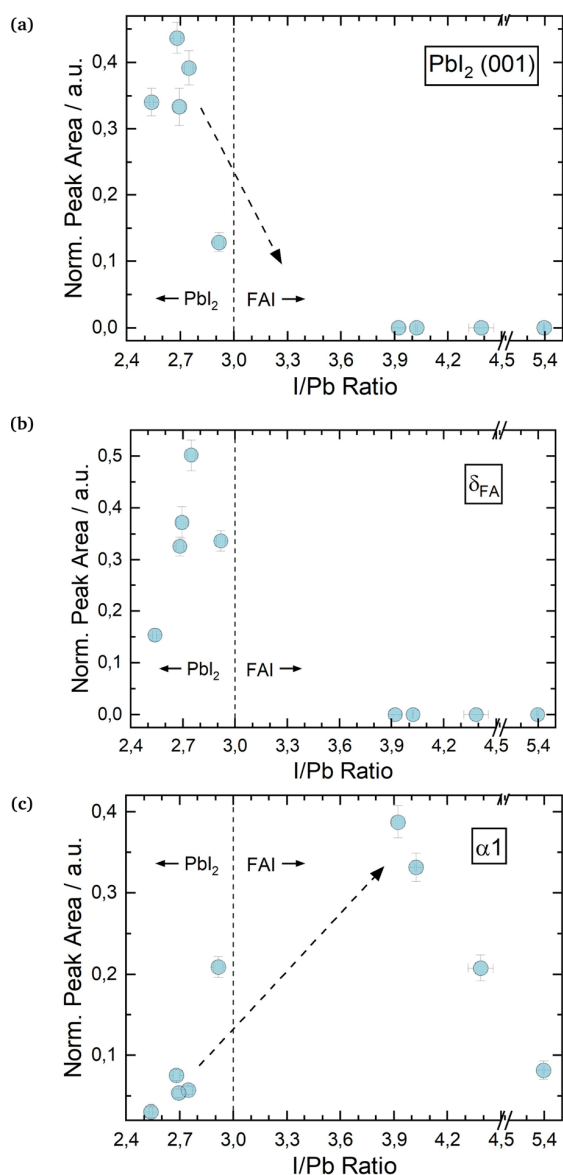 (a)
PbI₂ (001)
Norm. Peak Area / a.u.
0,4
0,3
0,2
0,1
0,0
← PbI₂ FAI →
2,4 2,7 3,0 3,3 3,6 3,9 4,2 4,5 5,4
I/Pb Ratio
(b)
δFA
Norm. Peak Area / a.u.
0,5
0,4
0,3
0,2
0,1
0,0
← PbI₂ FAI →
2,4 2,7 3,0 3,3 3,6 3,9 4,2 4,5 5,4
I/Pb Ratio
(c)
α1
Norm. Peak Area / a.u.
0,4
← PbI₂ FAI →
0,3
0,2
0,1
2,4 2,7 3,0 3,3 3,6 3,9 4,2 4,5 5,4
I/Pb Ratio